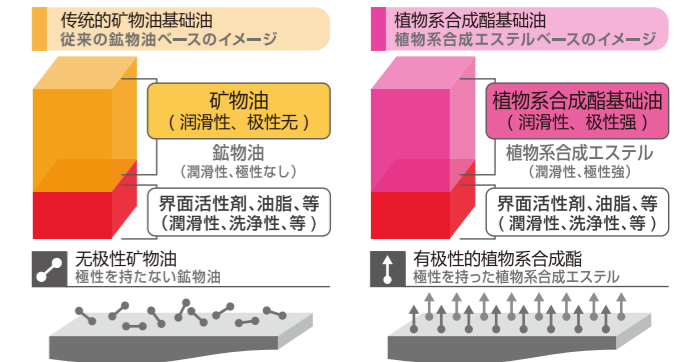 传统的矿物油基础油
従来の鉱物油ベースのイメージ
矿物油
（润滑性、极性无）
鉱物油
（潤滑性、極性なし）
界面活性剤、油脂、等
（潤滑性、洗浄性、等）
无极性矿物油
極性を持たない鉱物油
植物系合成酯基础油
植物系合成エステルベースのイメージ
植物系合成酯基础油
（润滑性、极性强）
植物系合成エステル
（潤滑性、極性強）
界面活性剤、油脂、等
（潤滑性、洗浄性、等）
有极性的植物系合成酯
極性を持った植物系合成エステル